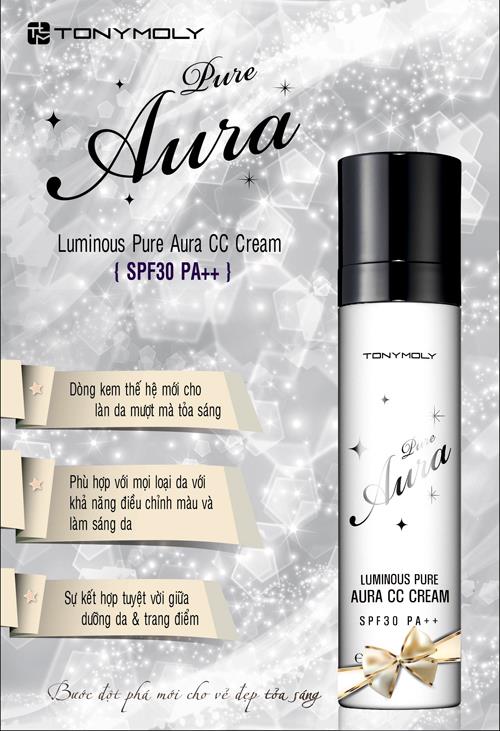 TONYMOLY
Pure
Aura
Luminous Pure Aura CC Cream
{ SPF30 PA++ }
Dòng kem thế hệ mới cho
làn da mượt mà tỏa sáng
Phù hợp với mọi loại da với
khả năng điều chỉnh màu và
làm sáng da
Sự kết hợp tuyệt vời giữa
dưỡng da & trang điểm
Bước đột phá mới cho vẻ đẹp tỏa sáng
TONYMOLY
Pure
Aura
LUMINOUS PURE
AURA CC CREAM
SPF30 PA++